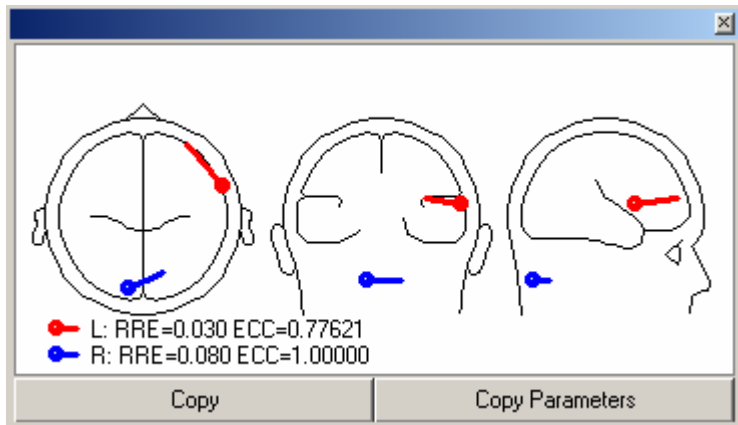 L: RRE=0.030 ECC=0.77621
R: RRE=0.080 ECC=1.00000
Copy
Copy Parameters